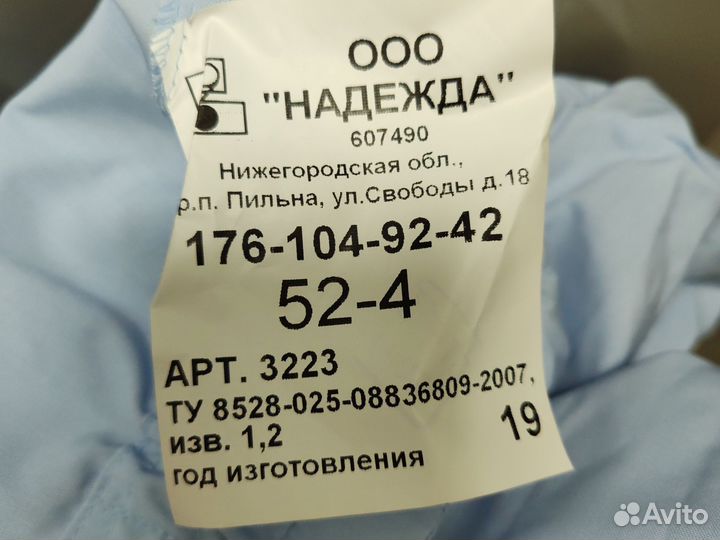 ООО
"НАДЕЖДА"
607490
Нижегородская обл.,
р.п. Пильна, ул.Свободы д.18
176-104-92-42
52-4
АРТ. 3223
ТУ 8528-025-08836809-2007,
изв. 1,2
год изготовления 19
Avito